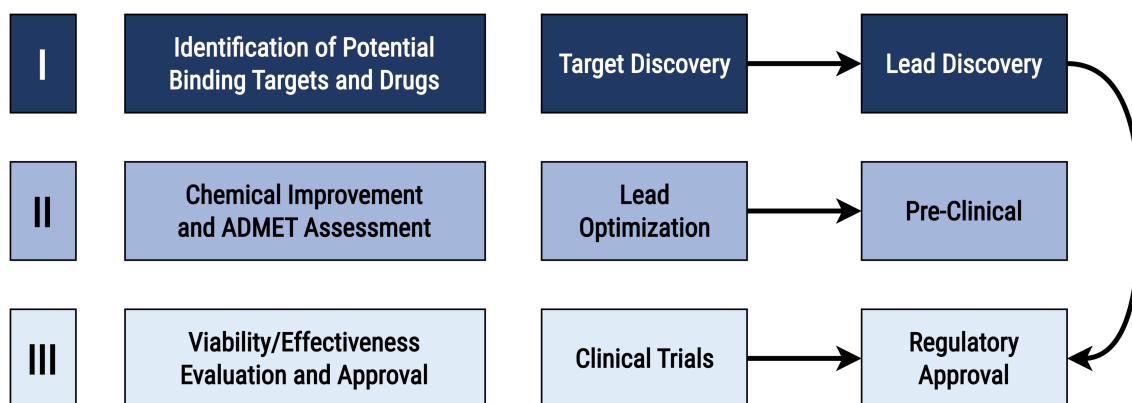 I
Identification of Potential
Binding Targets and Drugs
Target Discovery
Lead Discovery
II
Chemical Improvement
and ADMET Assessment
Lead
Optimization
Pre-Clinical
III
Viability/Effectiveness
Evaluation and Approval
Clinical Trials
Regulatory
Approval